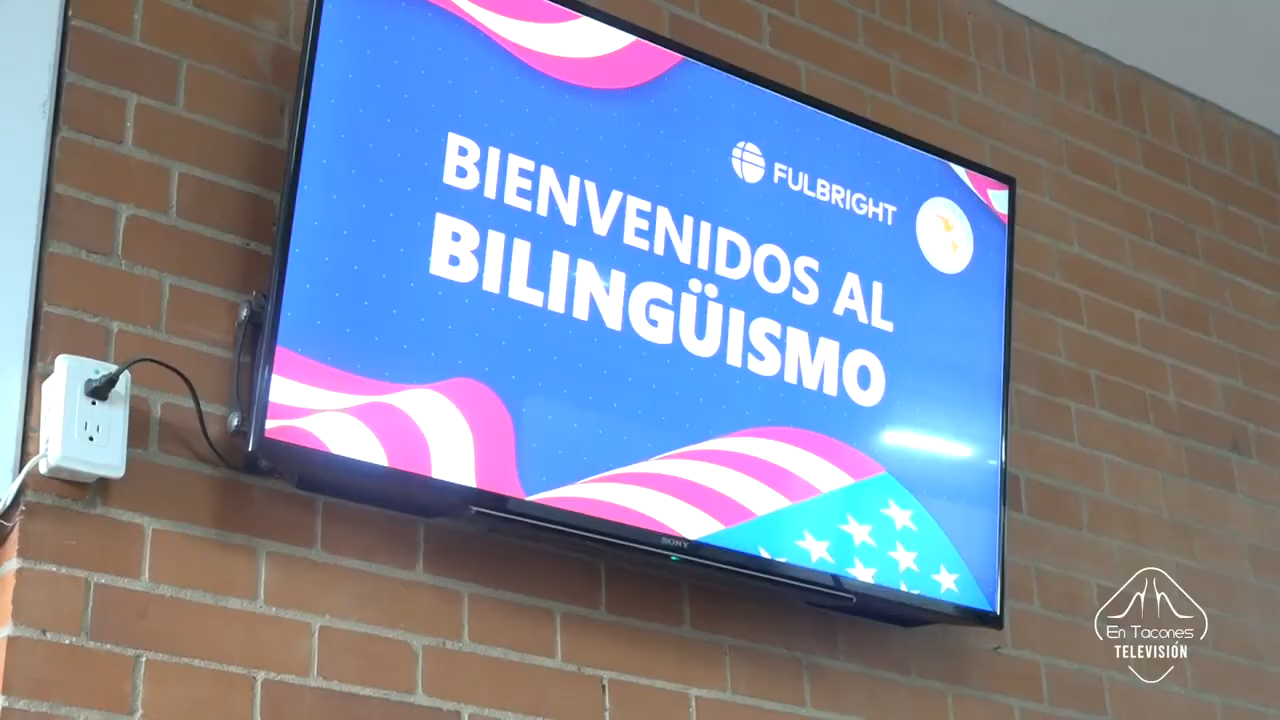 FULBRIGHT
BIENVENIDOS AL
BILINGÜISMO
SONY
En Tacones
TELEVISIÓN